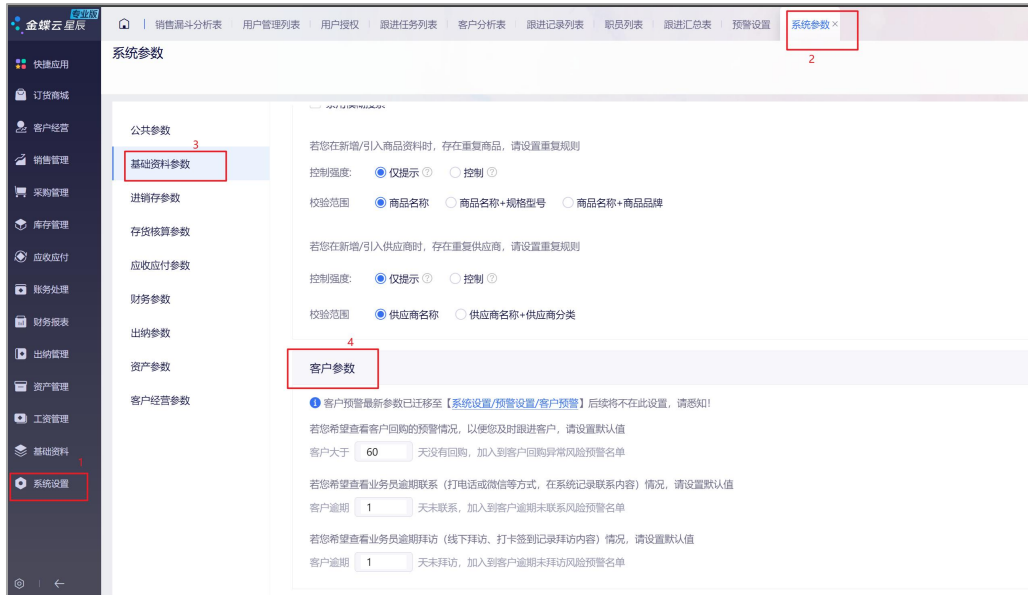 金蝶云星辰 专业版
销售漏斗分析表 用户管理列表 用户授权 跟进任务列表 客户分析表 跟进记录列表 职员列表 跟进汇总表 预警设置 系统参数 ×
2
系统参数
快捷应用
订货商城
客户经营
销售管理
采购管理
库存管理
应收应付
账务处理
财务报表
出纳管理
资产管理
工资管理
基础资料
1
系统设置
公共参数
3
基础资料参数
进销存参数
存货核算参数
应收应付参数
财务参数
出纳参数
资产参数
客户经营参数
若您在新增/引入商品资料时，存在重复商品，请设置重复规则
控制强度: 仅提示 ? 控制 ?
校验范围 商品名称 商品名称+规格型号 商品名称+商品品牌
若您在新增/引入供应商时，存在重复供应商，请设置重复规则
控制强度: 仅提示 ? 控制 ?
校验范围 供应商名称 供应商名称+供应商分类
4
客户参数
客户预警最新参数已迁移至【系统设置/预警设置/客户预警】后续将不在此设置，请悉知！
若您希望查看客户回购的预警情况，以便您及时跟进客户，请设置默认值
客户大于 60 天没有回购，加入到客户回购异常风险预警名单
若您希望查看业务员逾期联系（打电话或微信等方式，在系统记录联系内容）情况，请设置默认值
客户逾期 1 天未联系，加入到客户逾期未联系风险预警名单
若您希望查看业务员逾期拜访（线下拜访、打卡签到记录拜访内容）情况，请设置默认值
客户逾期 1 天未拜访，加入到客户逾期未拜访风险预警名单